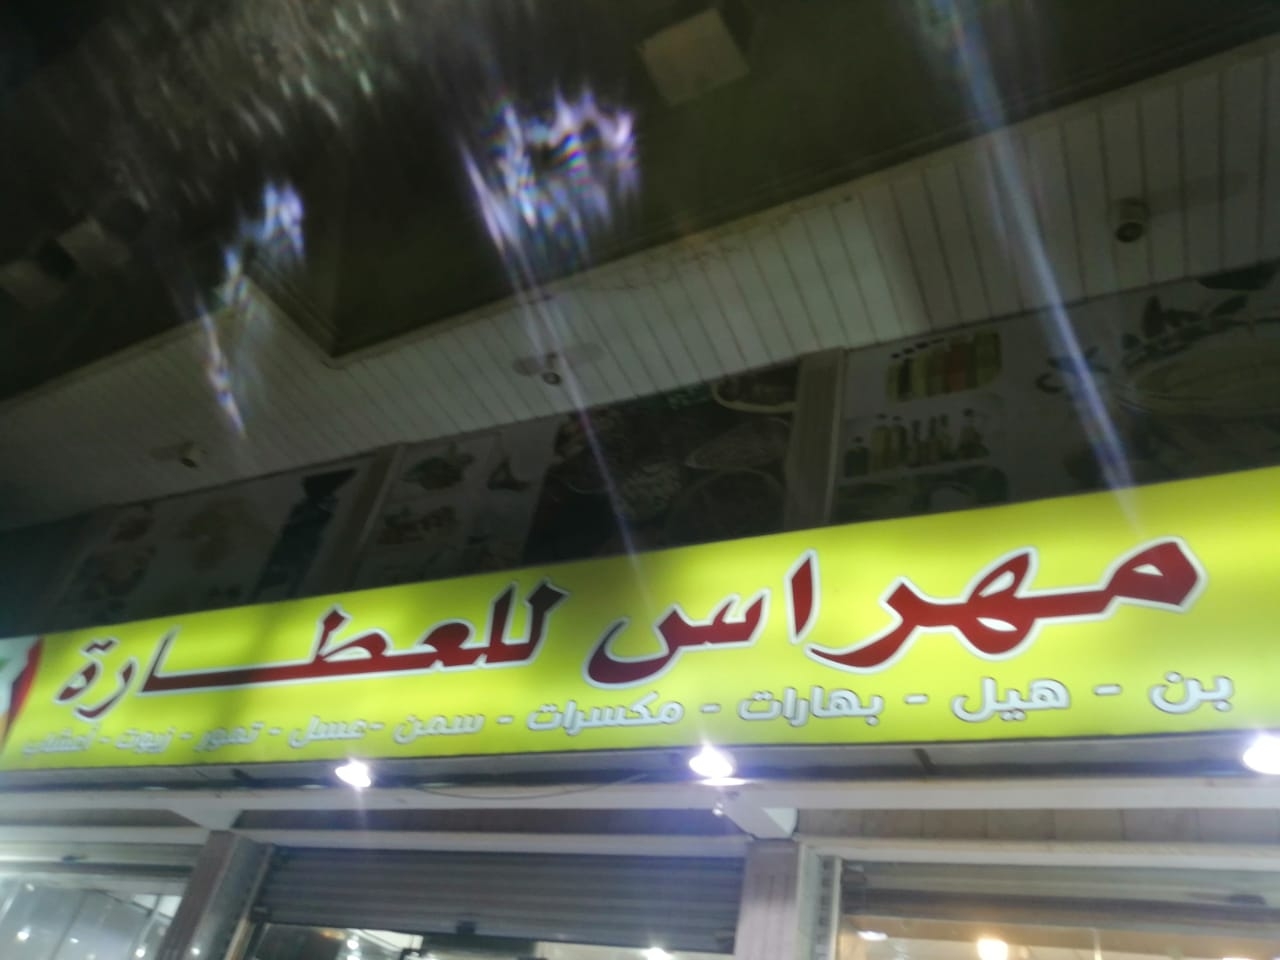 مهراس للعطارة
بن - هيل - بهارات - مكسرات - سمن - عسل - تمور - زيوت - أعشاب